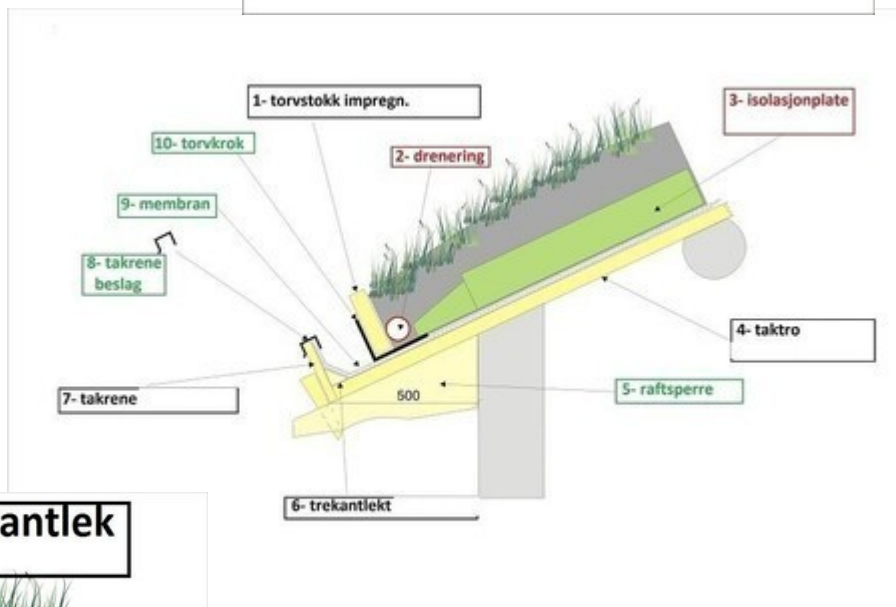 1- torvstokk impregn.
3- isolasjonplate
10- torvkrok
2- drenering
9- membran
8- takrene
beslag
4- taktro
7- takrene
500
5- raftsperre
6- trekantlekt
antlek